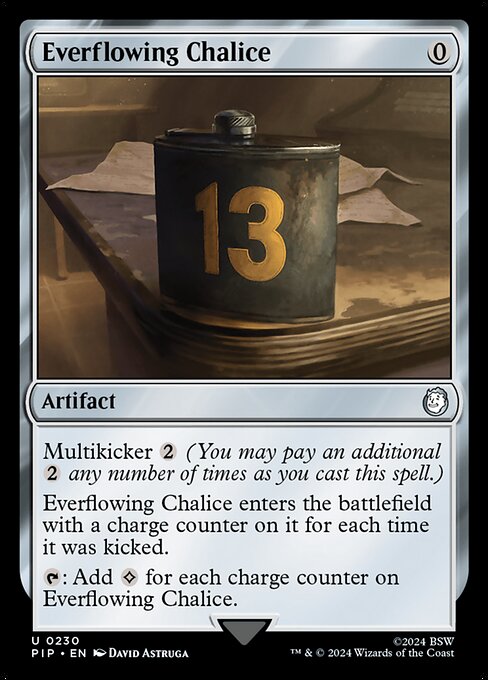 Everflowing Chalice 0
13
Artifact
Multikicker 2 (You may pay an additional
2 any number of times as you cast this spell.)
Everflowing Chalice enters the battlefield
with a charge counter on it for each time
it was kicked.
: Add for each charge counter on
Everflowing Chalice.
U 0230 ©2024 BSW
PIP • EN DAVID ASTRUGA ™ & © 2024 Wizards of the Coast